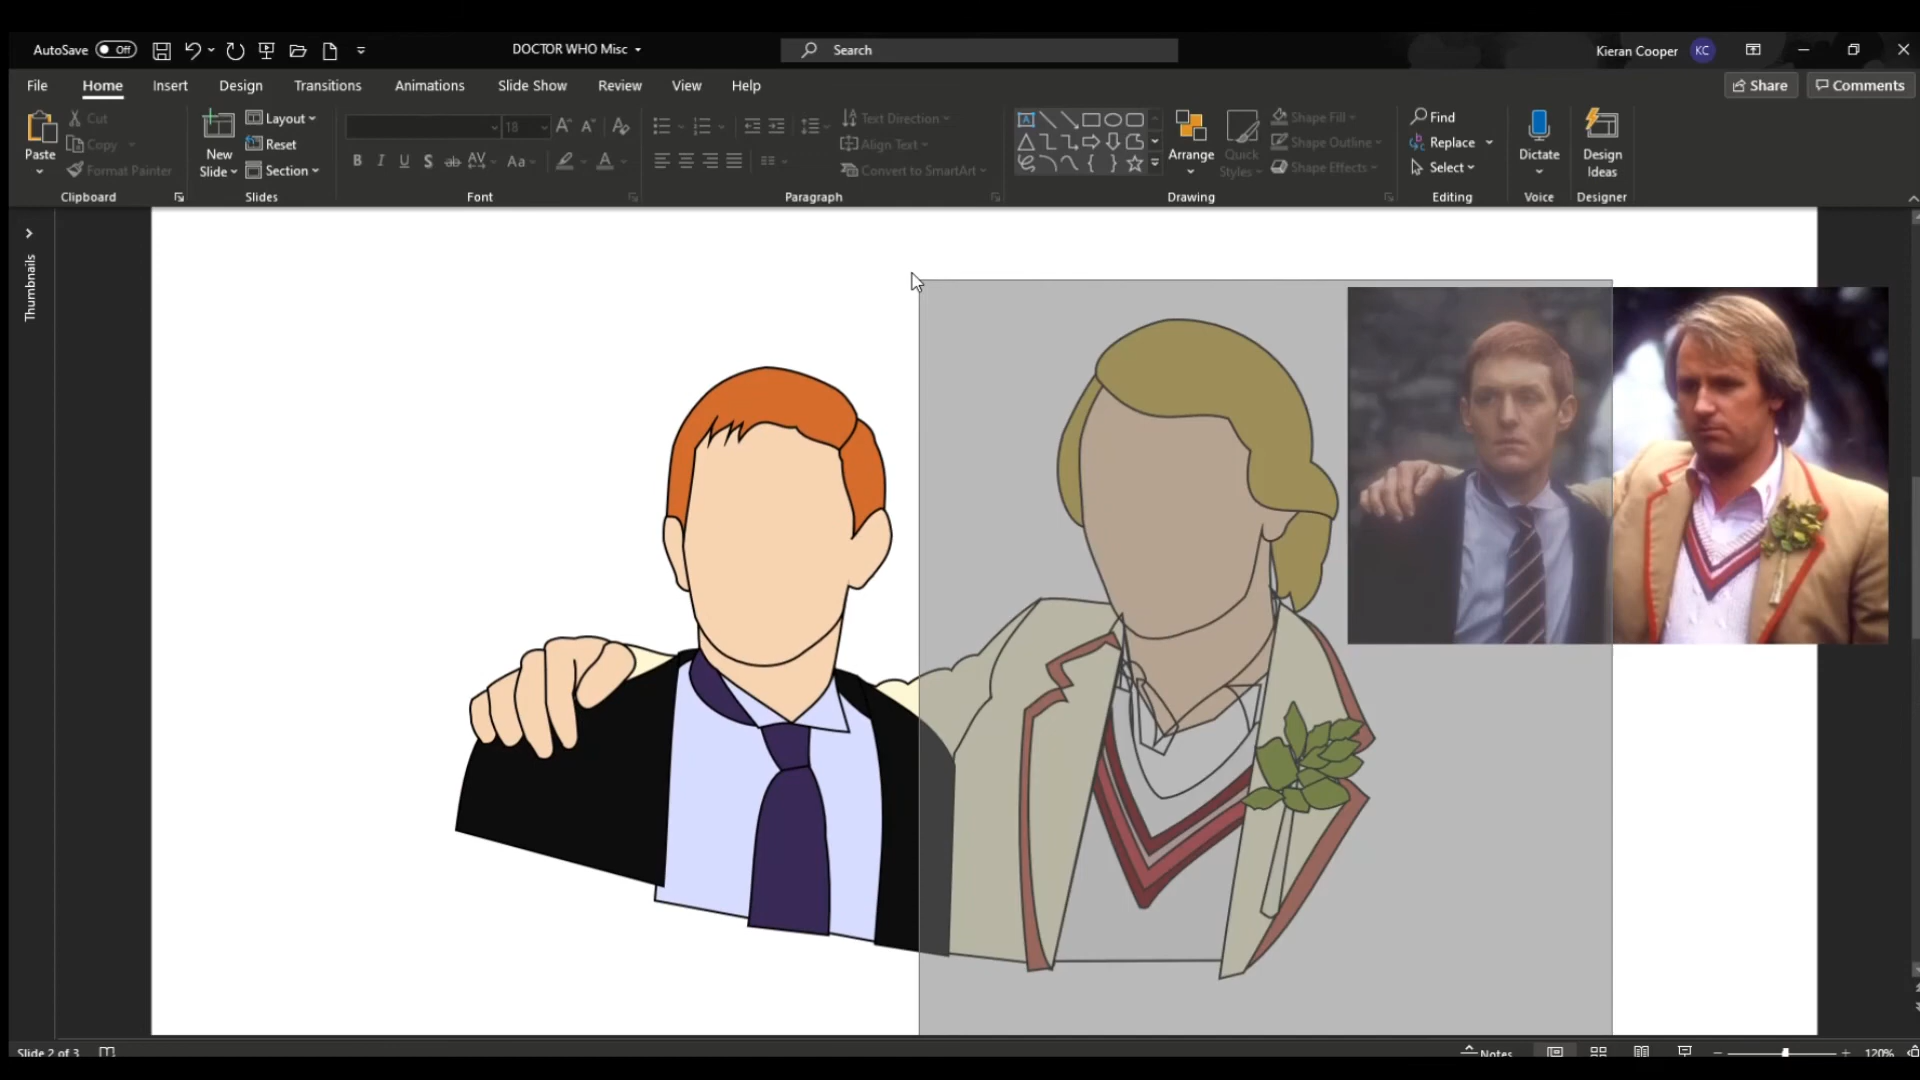 AutoSave Off DOCTOR WHO Misc Search Kieran Cooper KC
File Home Insert Design Transitions Animations Slide Show Review View Help Share Comments
Paste
Cut
Copy
Format Painter
Clipboard
New
Slide
Layout
Reset
Section
Slides
18
Aa
Font
Text Direction
Align Text
Convert to SmartArt
Paragraph
Arrange
Quick
Styles
Shape Fill
Shape Outline
Shape Effects
Drawing
Find
Replace
Select
Editing
Dictate
Voice
Design
Ideas
Designer
Thumbnails
Slide 2 of 3 Notes 120%